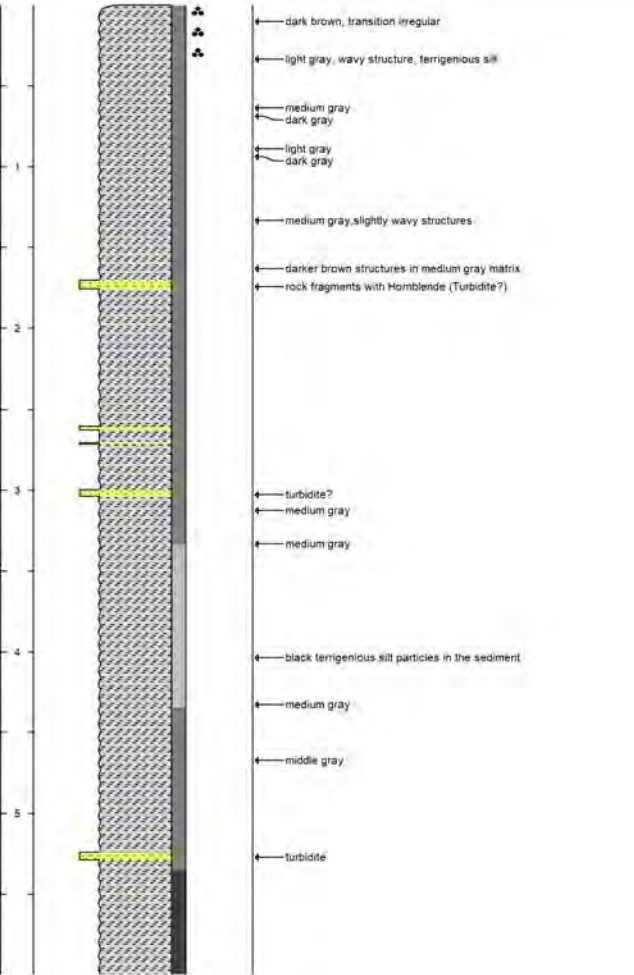 dark brown, transition irregular
light gray, wavy structure, terrigenious silt
medium gray
dark gray
light gray
dark gray
1
medium gray,slightly wavy structures
darker brown structures in medium gray matrix
rock fragments with Hornblende (Turbidite?)
2
3
turbidite?
medium gray
medium gray
4
black terrigenious silt particles in the sediment
medium gray
middle gray
5
turbidite